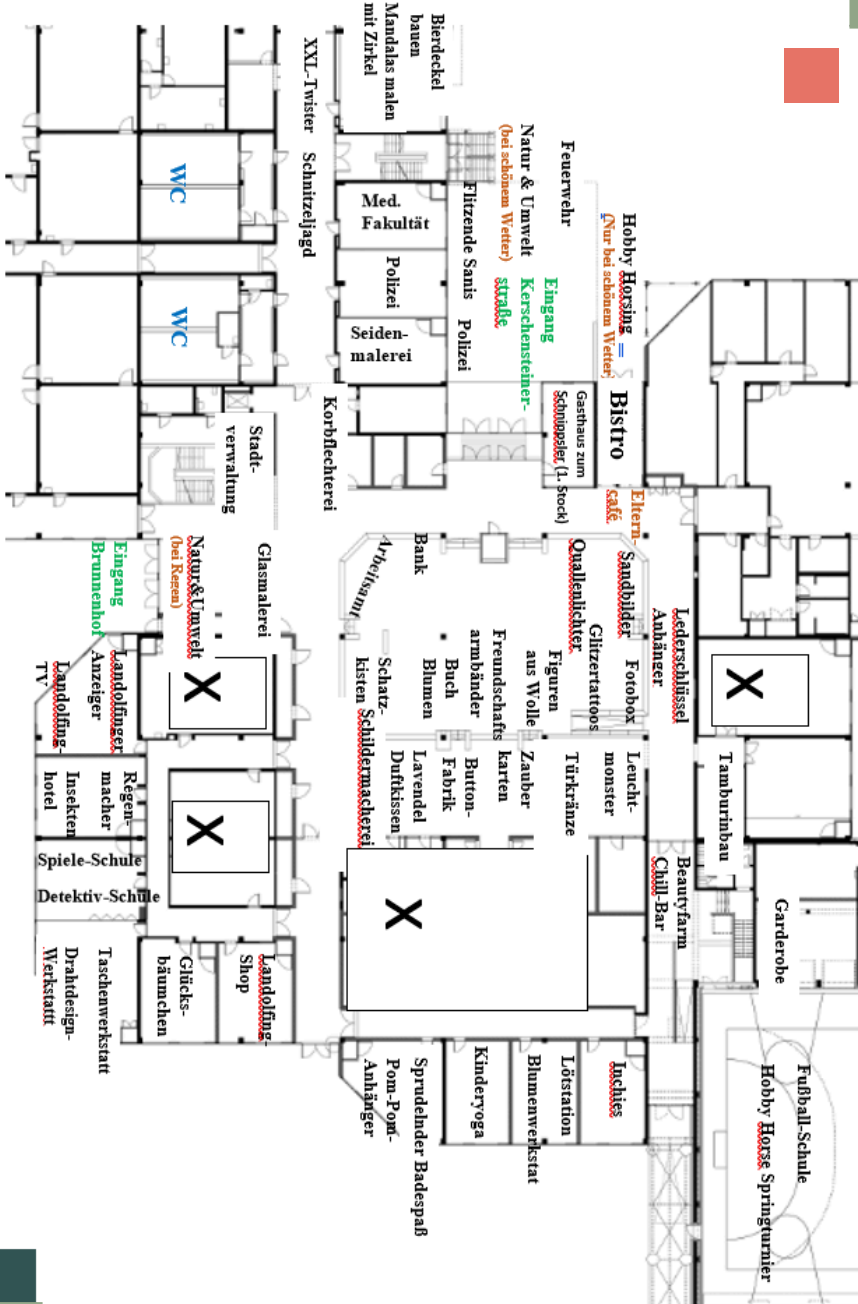 Bierdeckel
bauen
Mandalas malen
mit Zirkel
XXL-Twister
Schnitzeljagd
WC
WC
Feuerwehr
Natur & Umwelt
(bei schönem Wetter)
Flitzende Sanis
Polizei
Med.
Fakultät
Polizei
Seiden-
malerei
Hobby Horsing =
(Nur bei schönem Wetter)
Eingang
Kerschensteiner-
straße
Bistro
Gasthaus zum
Schnippsler (1. Stock)
Eltern-
café
Korbflechterei
Stadt-
verwaltung
Eingang
Brunnenhof
Natur&Umwelt
(bei Regen)
Glasmalerei
Bank
Arbeitsamt
Quallenlichter
Sandbilder
Lederschlüssel
Anhänger
Glitzertattoos
Fotobox
Figuren
aus Wolle
Freundschafts
armbänder
Buch
Blumen
Schatz-
kisten
Schildermacherei
Landolfinger
Anzeiger
Landolfing-
TV
X
X
X
X
Leucht-
monster
Türkränze
Zauber
karten
Button-
Fabrik
Lavendel
Duftkissen
Tamburinbau
Regen-
macher
Insekten
hotel
Spiele-Schule
Detektiv-Schule
Beautyfarm
Chill-Bar
Garderobe
Landolfing-
Shop
Glücks-
bäumchen
Taschenwerkstatt
Drahtdesign-
Werkstattt
Inchies
Lötstation
Blumenwerkstat
Kinderyoga
Sprudelnder Badespaß
Pom-Pom-
Anhänger
Fußball-Schule
Hobby Horse Springturnier